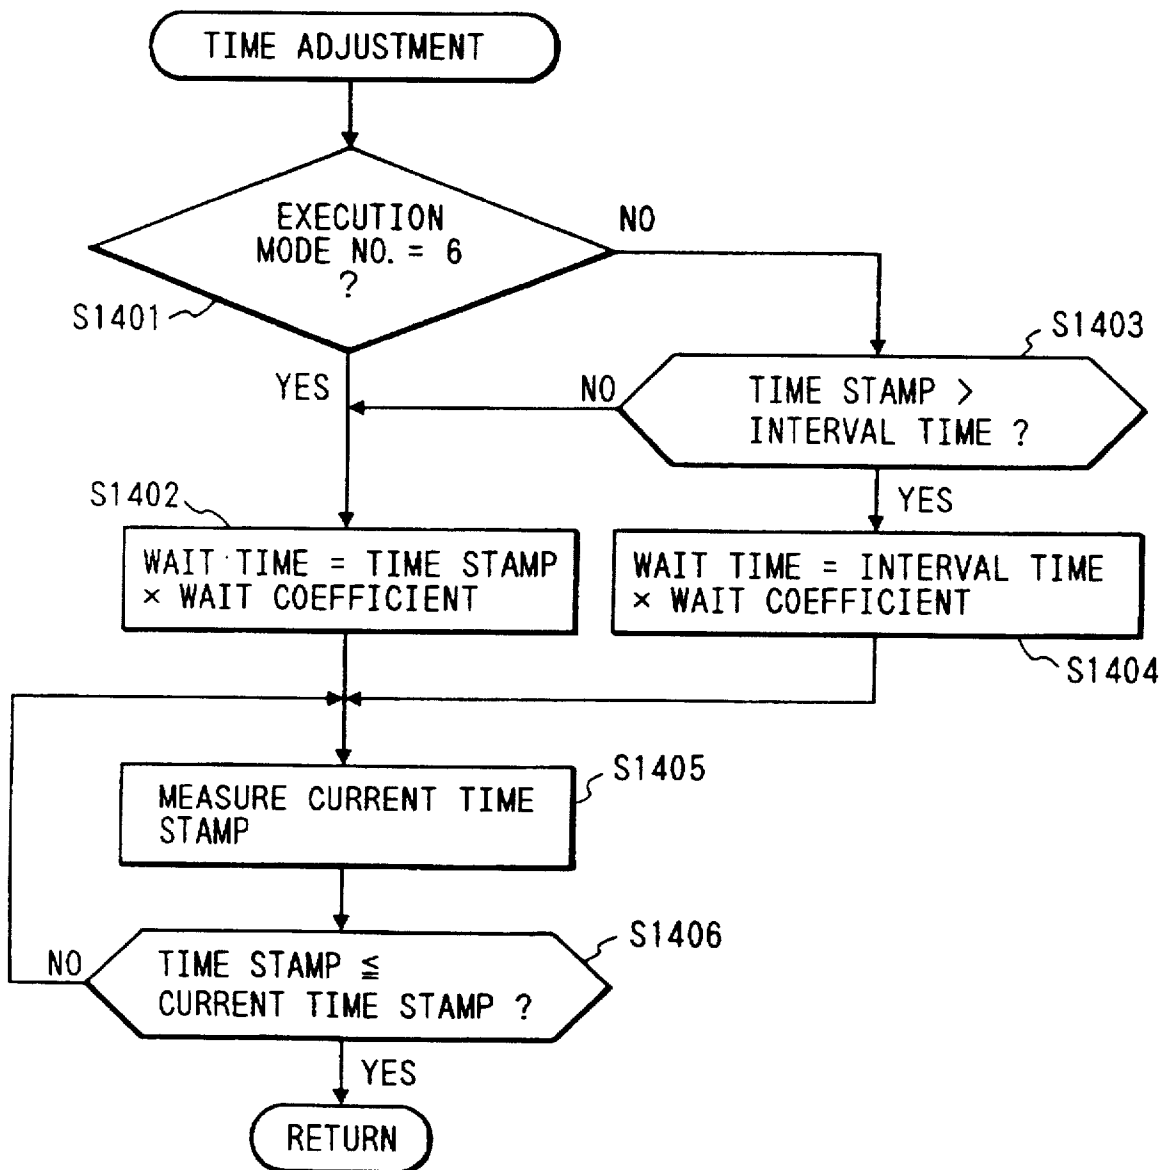 TIME ADJUSTMENT
EXECUTION
MODE NO. = 6
?
NO
S1401
S1403
YES
NO
TIME STAMP >
INTERVAL TIME ?
S1402
YES
WAIT TIME = TIME STAMP
× WAIT COEFFICIENT
WAIT TIME = INTERVAL TIME
× WAIT COEFFICIENT
S1404
S1405
MEASURE CURRENT TIME
STAMP
S1406
NO
TIME STAMP ≦
CURRENT TIME STAMP ?
YES
RETURN